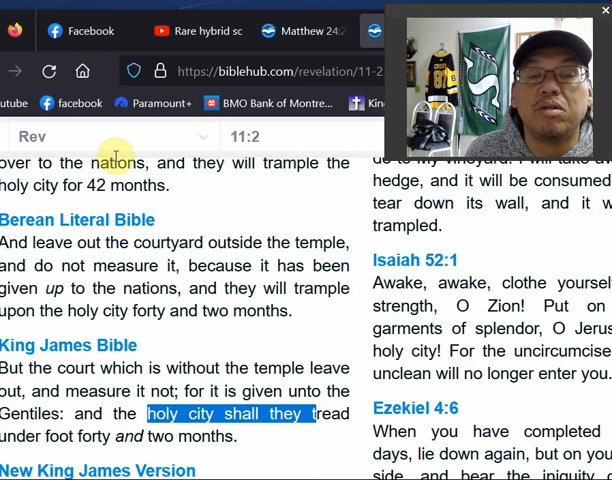 Facebook
Rare hybrid sc
Matthew 24:2
https://biblehub.com/revelation/11-2.
utube
facebook
Paramount+
BMO Bank of Montre...
Kin
Rev
11:2
over to the nations, and they will trample the
holy city for 42 months.
Berean Literal Bible
And leave out the courtyard outside the temple,
and do not measure it, because it has been
given up to the nations, and they will trample
upon the holy city forty and two months.
King James Bible
But the court which is without the temple leave
out, and measure it not; for it is given unto the
Gentiles: and the holy city shall they tread
under foot forty and two months.
New King James Version
hedge, and it will be consumed
tear down its wall, and it w
trampled.
Isaiah 52:1
Awake, awake, clothe yourself
strength, O Zion! Put on
garments of splendor, O Jerus
holy city! For the uncircumcise
unclean will no longer enter you.
Ezekiel 4:6
When you have completed
days, lie down again, but on you
side, and bear the iniquity o